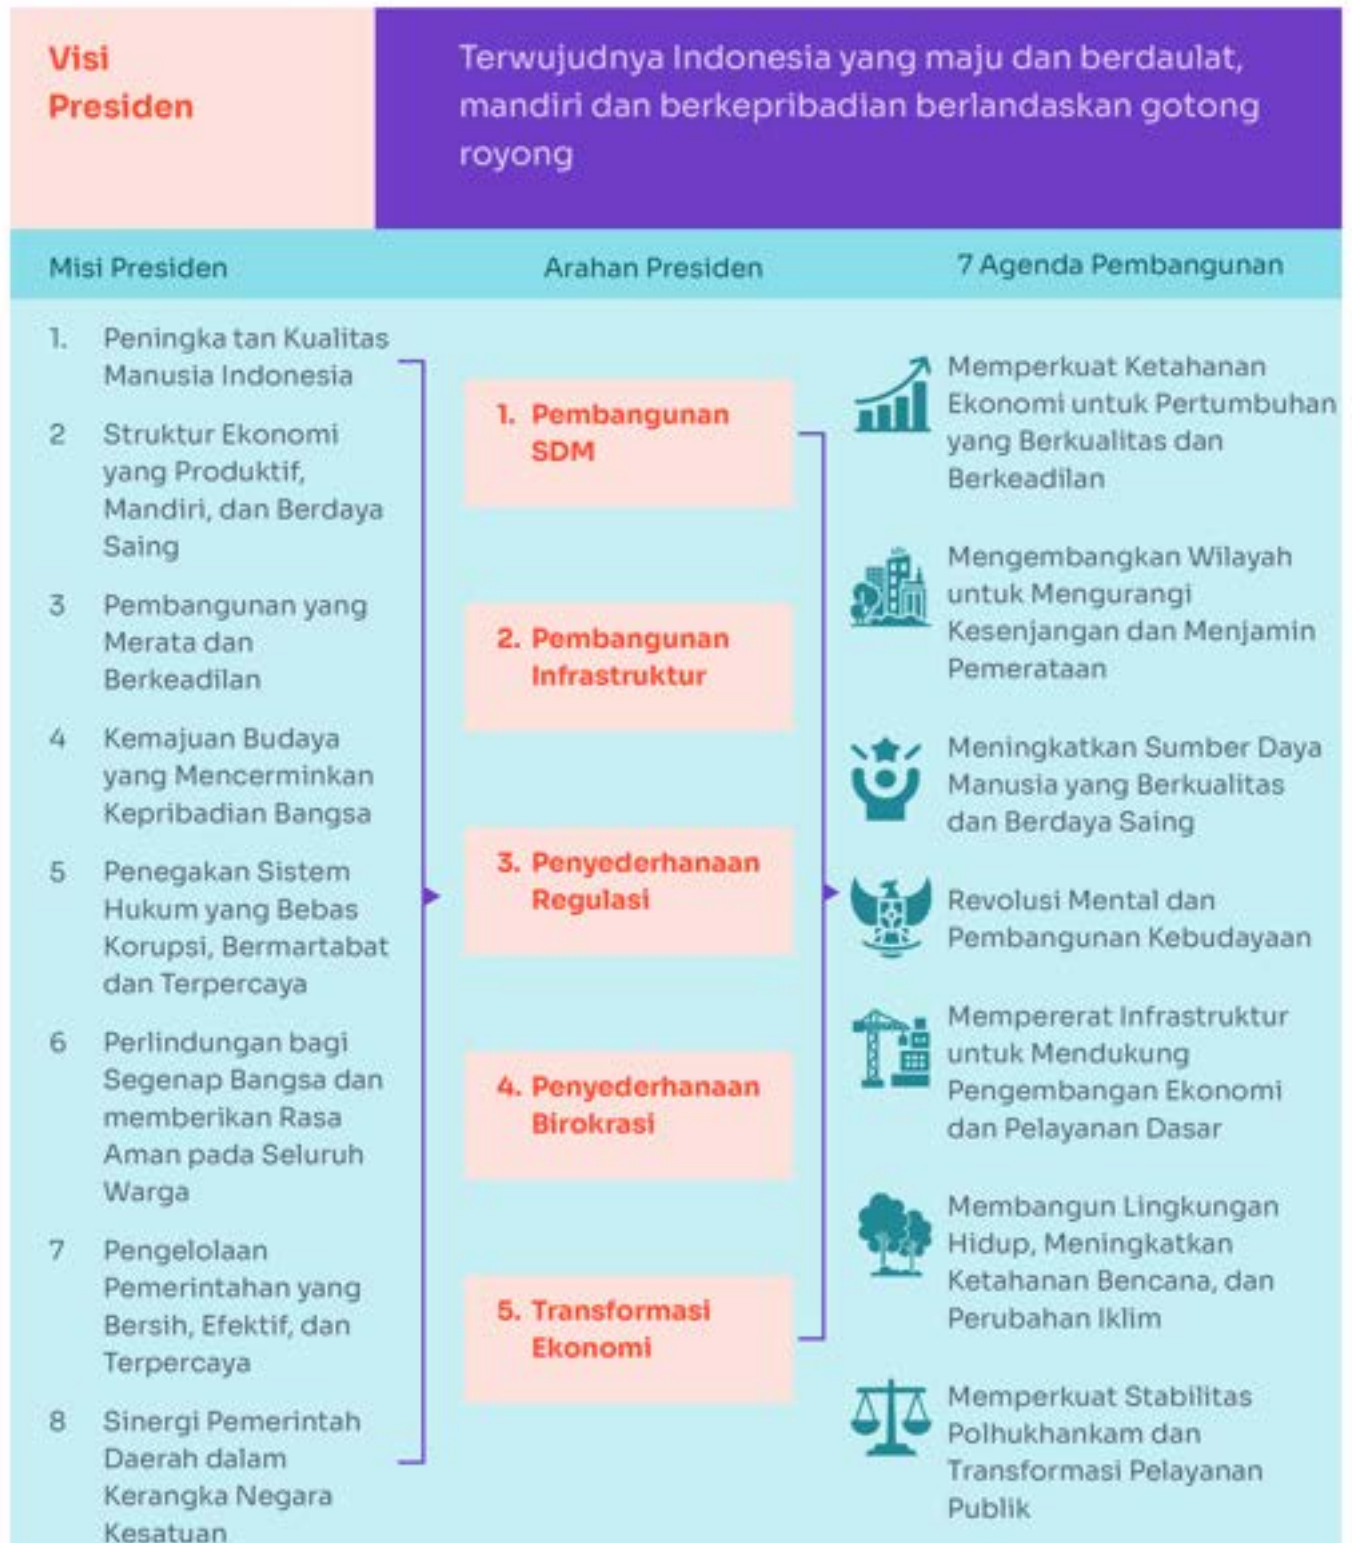 Visi
Presiden
Terwujudnya Indonesia yang maju dan berdaulat,
mandiri dan berkepribadian berlandaskan gotong
royong
Misi Presiden
Arahan Presiden
7 Agenda Pembangunan
1. Peningka tan Kualitas
Manusia Indonesia
2 Struktur Ekonomi
yang Produktif,
Mandiri, dan Berdaya
Saing
3 Pembangunan yang
Merata dan
Berkeadilan
4 Kemajuan Budaya
yang Mencerminkan
Kepribadian Bangsa
5 Penegakan Sistem
Hukum yang Bebas
Korupsi, Bermartabat
dan Terpercaya
6 Perlindungan bagi
Segenap Bangsa dan
memberikan Rasa
Aman pada Seluruh
Warga
7 Pengelolaan
Pemerintahan yang
Bersih, Efektif, dan
Terpercaya
8 Sinergi Pemerintah
Daerah dalam
Kerangka Negara
Kesatuan
1. Pembangunan
SDM
2. Pembangunan
Infrastruktur
3. Penyederhanaan
Regulasi
4. Penyederhanaan
Birokrasi
5. Transformasi
Ekonomi
Memperkuat Ketahanan
Ekonomi untuk Pertumbuhan
yang Berkualitas dan
Berkeadilan
Mengembangkan Wilayah
untuk Mengurangi
Kesenjangan dan Menjamin
Pemerataan
Meningkatkan Sumber Daya
Manusia yang Berkualitas
dan Berdaya Saing
Revolusi Mental dan
Pembangunan Kebudayaan
Mempererat Infrastruktur
untuk Mendukung
Pengembangan Ekonomi
dan Pelayanan Dasar
Membangun Lingkungan
Hidup, Meningkatkan
Ketahanan Bencana, dan
Perubahan Iklim
Memperkuat Stabilitas
Polhukhankam dan
Transformasi Pelayanan
Publik